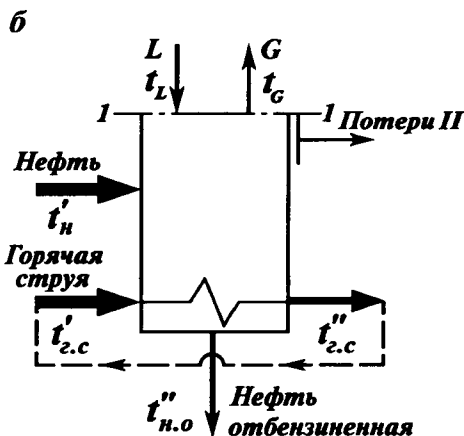 б
L G
t_L t_G
1 1
Потери II
Нефть
t'_н
Горячая
струя
t'_г.с t''_г.с
t''_н.о Нефть
отбензиненная